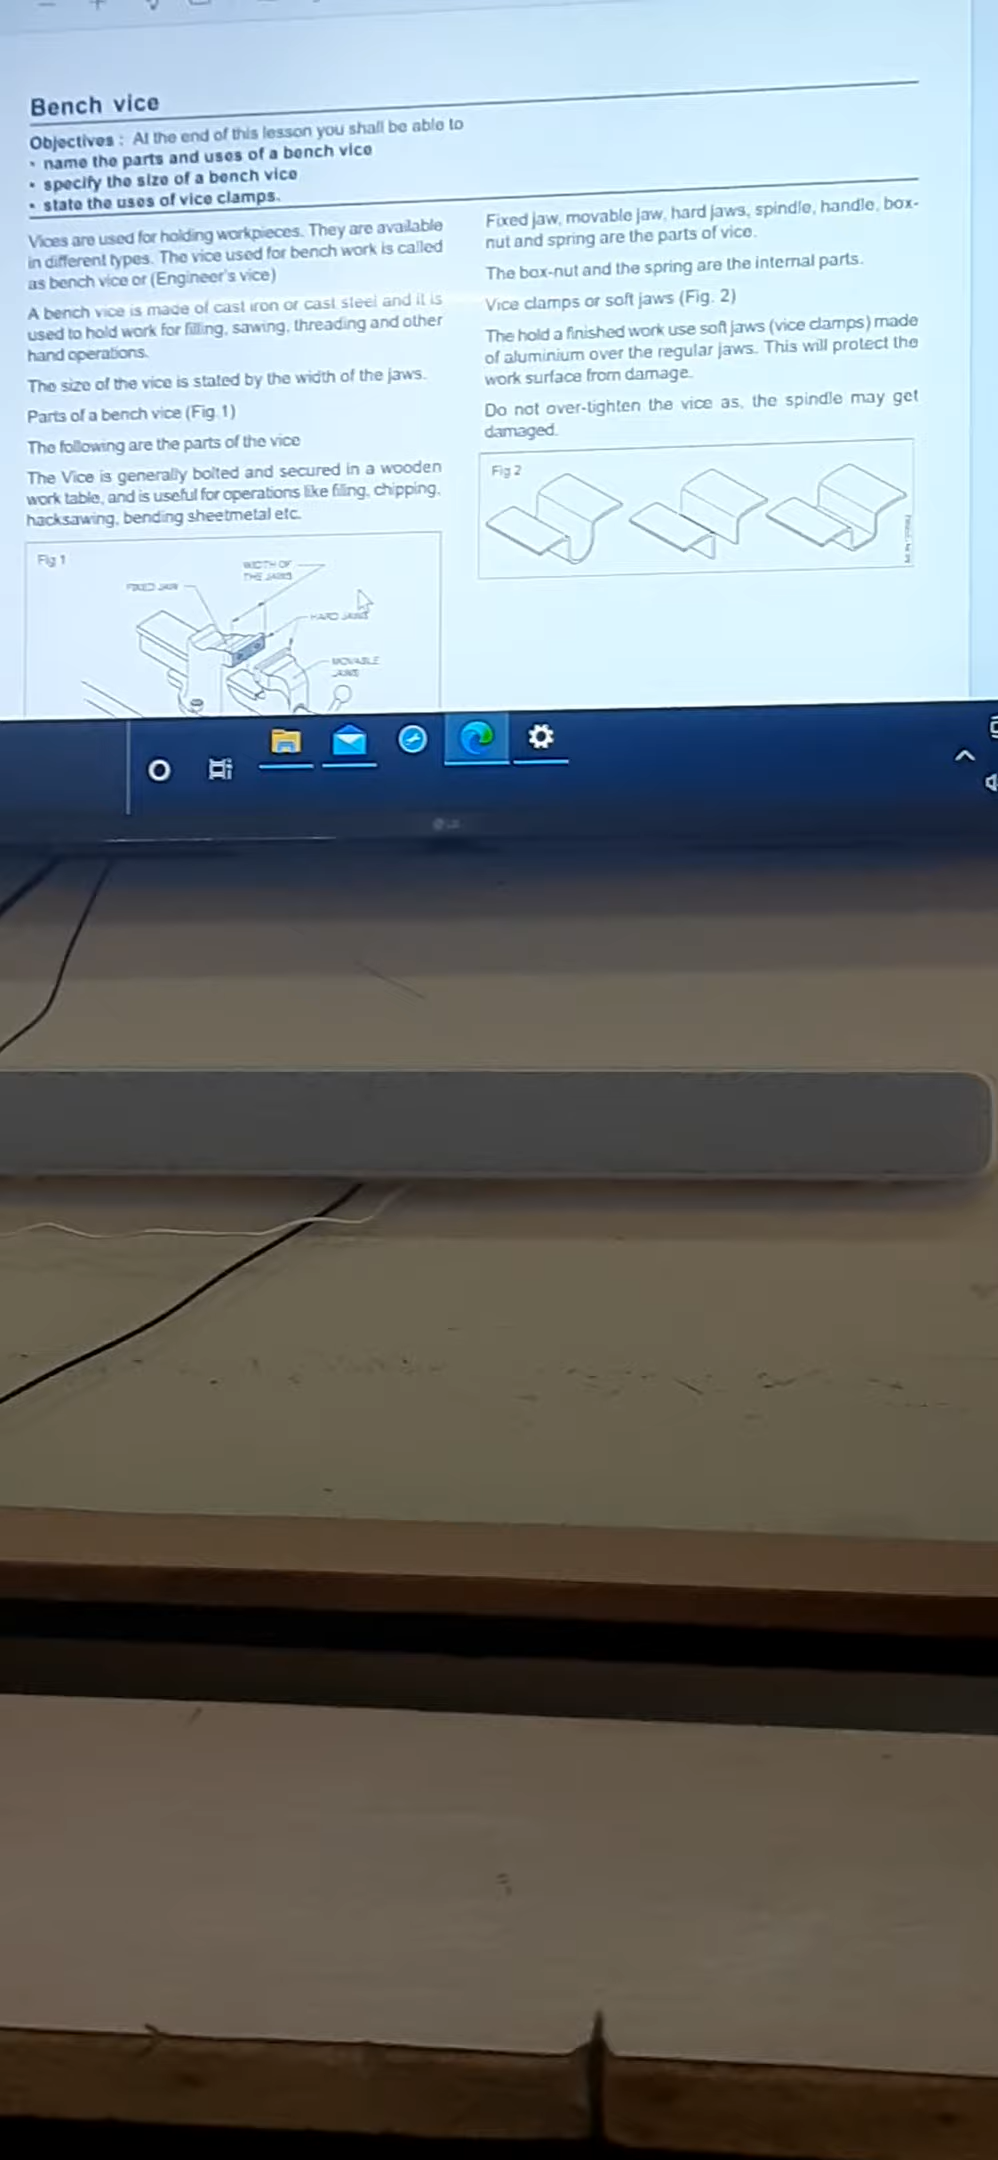 Bench vice
Objectives : At the end of this lesson you shall be able to
• name the parts and uses of a bench vice
• specify the size of a bench vice
• state the uses of vice clamps.
Vices are used for holding workpieces. They are available
in different types. The vice used for bench work is called
as bench vice or (Engineer's vice)
A bench vice is made of cast iron or cast steel and it is
used to hold work for filling, sawing, threading and other
hand operations.
The size of the vice is stated by the width of the jaws.
Parts of a bench vice (Fig.1)
The following are the parts of the vice
The Vice is generally bolted and secured in a wooden
work table, and is useful for operations like filing, chipping,
hacksawing, bending sheetmetal etc.
Fig 1
WIDTH OF
THE JAWS
FIXED JAW
HARD JAWS
MOVABLE
JAWS
Fixed jaw, movable jaw, hard jaws, spindle, handle, box-
nut and spring are the parts of vice.
The box-nut and the spring are the internal parts.
Vice clamps or soft jaws (Fig. 2)
The hold a finished work use soft jaws (vice clamps) made
of aluminium over the regular jaws. This will protect the
work surface from damage.
Do not over-tighten the vice as, the spindle may get
damaged.
Fig 2
LG